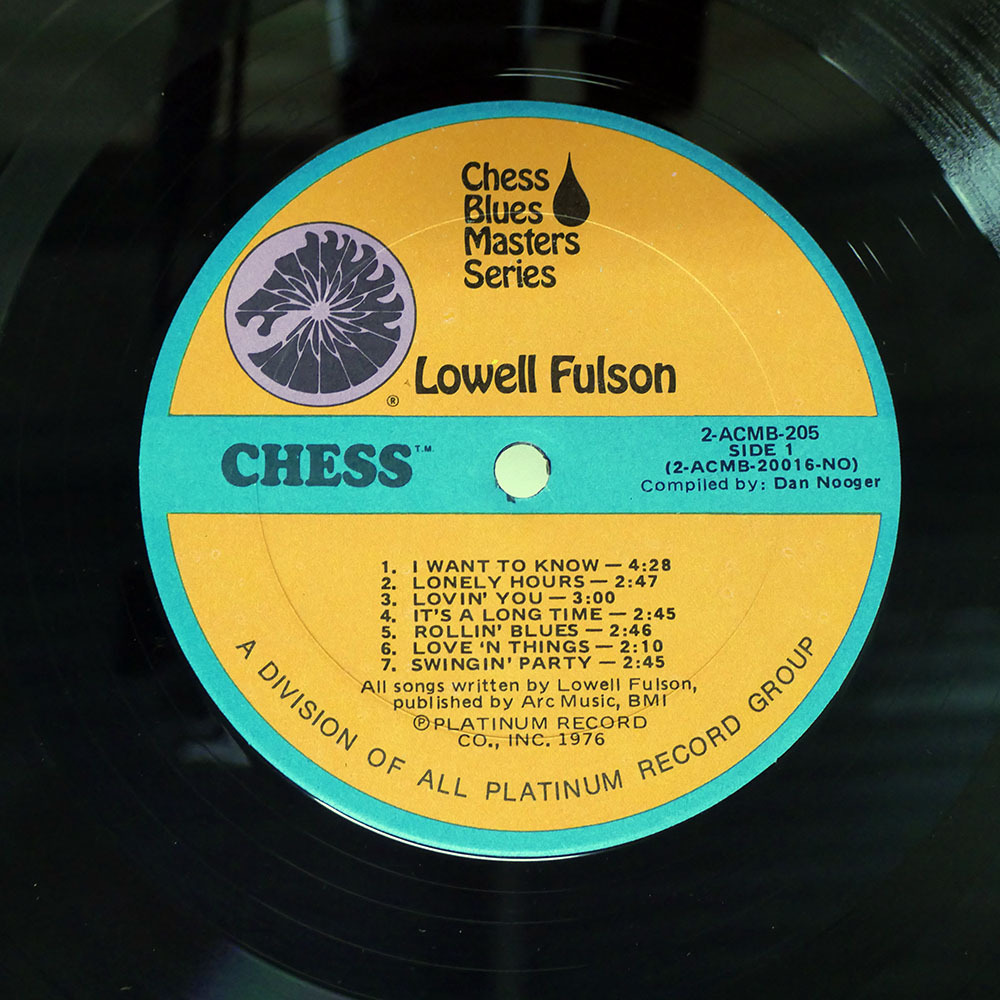 Chess
Blues
Masters
Series
®
Lowell Fulson
CHESS T.M.
2-ACMB-205
SIDE 1
(2-ACMB-20016-NO)
Compiled by: Dan Nooger
1. I WANT TO KNOW — 4:28
2. LONELY HOURS — 2:47
3. LOVIN' YOU — 3:00
4. IT'S A LONG TIME — 2:45
5. ROLLIN' BLUES — 2:46
6. LOVE 'N THINGS — 2:10
7. SWINGIN' PARTY — 2:45
All songs written by Lowell Fulson,
published by Arc Music, BMI
℗PLATINUM RECORD
CO., INC. 1976
A DIVISION OF ALL PLATINUM RECORD GROUP